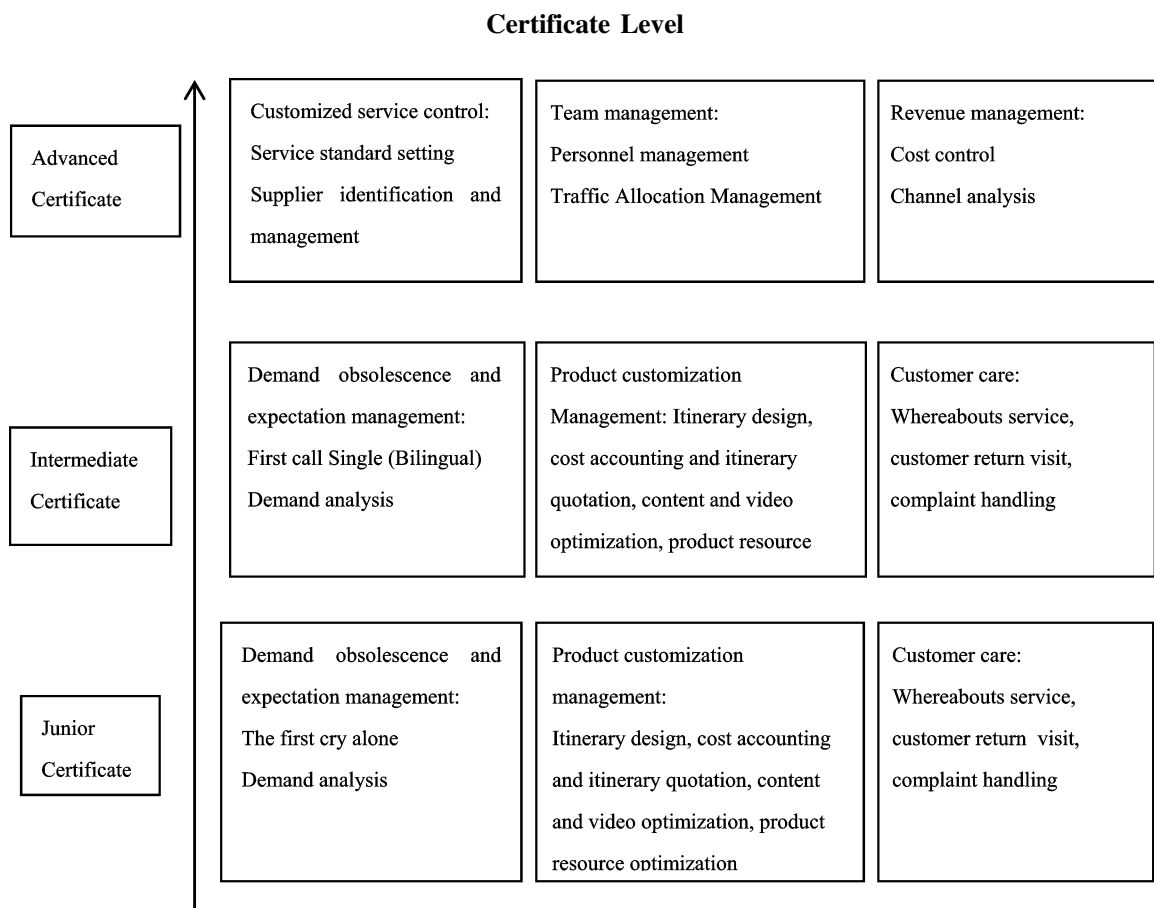 Certificate Level
Advanced
Certificate
Customized service control:
Service standard setting
Supplier identification and
management
Team management:
Personnel management
Traffic Allocation Management
Revenue management:
Cost control
Channel analysis
Intermediate
Certificate
Demand obsolescence and
expectation management:
First call Single (Bilingual)
Demand analysis
Product customization
Management: Itinerary design,
cost accounting and itinerary
quotation, content and video
optimization, product resource
Customer care:
Whereabouts service,
customer return visit,
complaint handling
Junior
Certificate
Demand obsolescence and
expectation management:
The first cry alone
Demand analysis
Product customization
management:
Itinerary design, cost accounting
and itinerary quotation, content
and video optimization, product
resource optimization
Customer care:
Whereabouts service,
customer return visit,
complaint handling